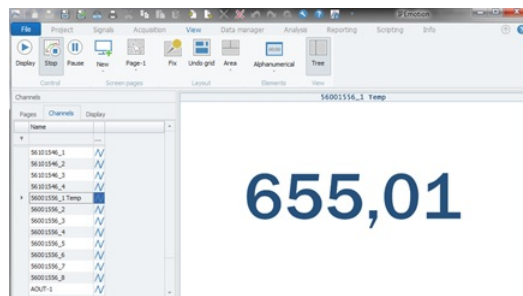 IPEmotion
File Project Signals Acquisition View Data manager Analysis Reporting Scripting Info
Display Stop Pause New Page-1 Fix Undo grid Area Alphanumerical Tree
Control Screen pages Layout Elements View
Channels
56001556_1 Temp
Pages Channels Display
Name
56101546_1
56101546_2
56101546_3
56101546_4
56001556_1 Temp
56001556_2
56001556_3
56001556_4
56001556_5
56001556_6
56001556_7
56001556_8
AOUT-1
655,01